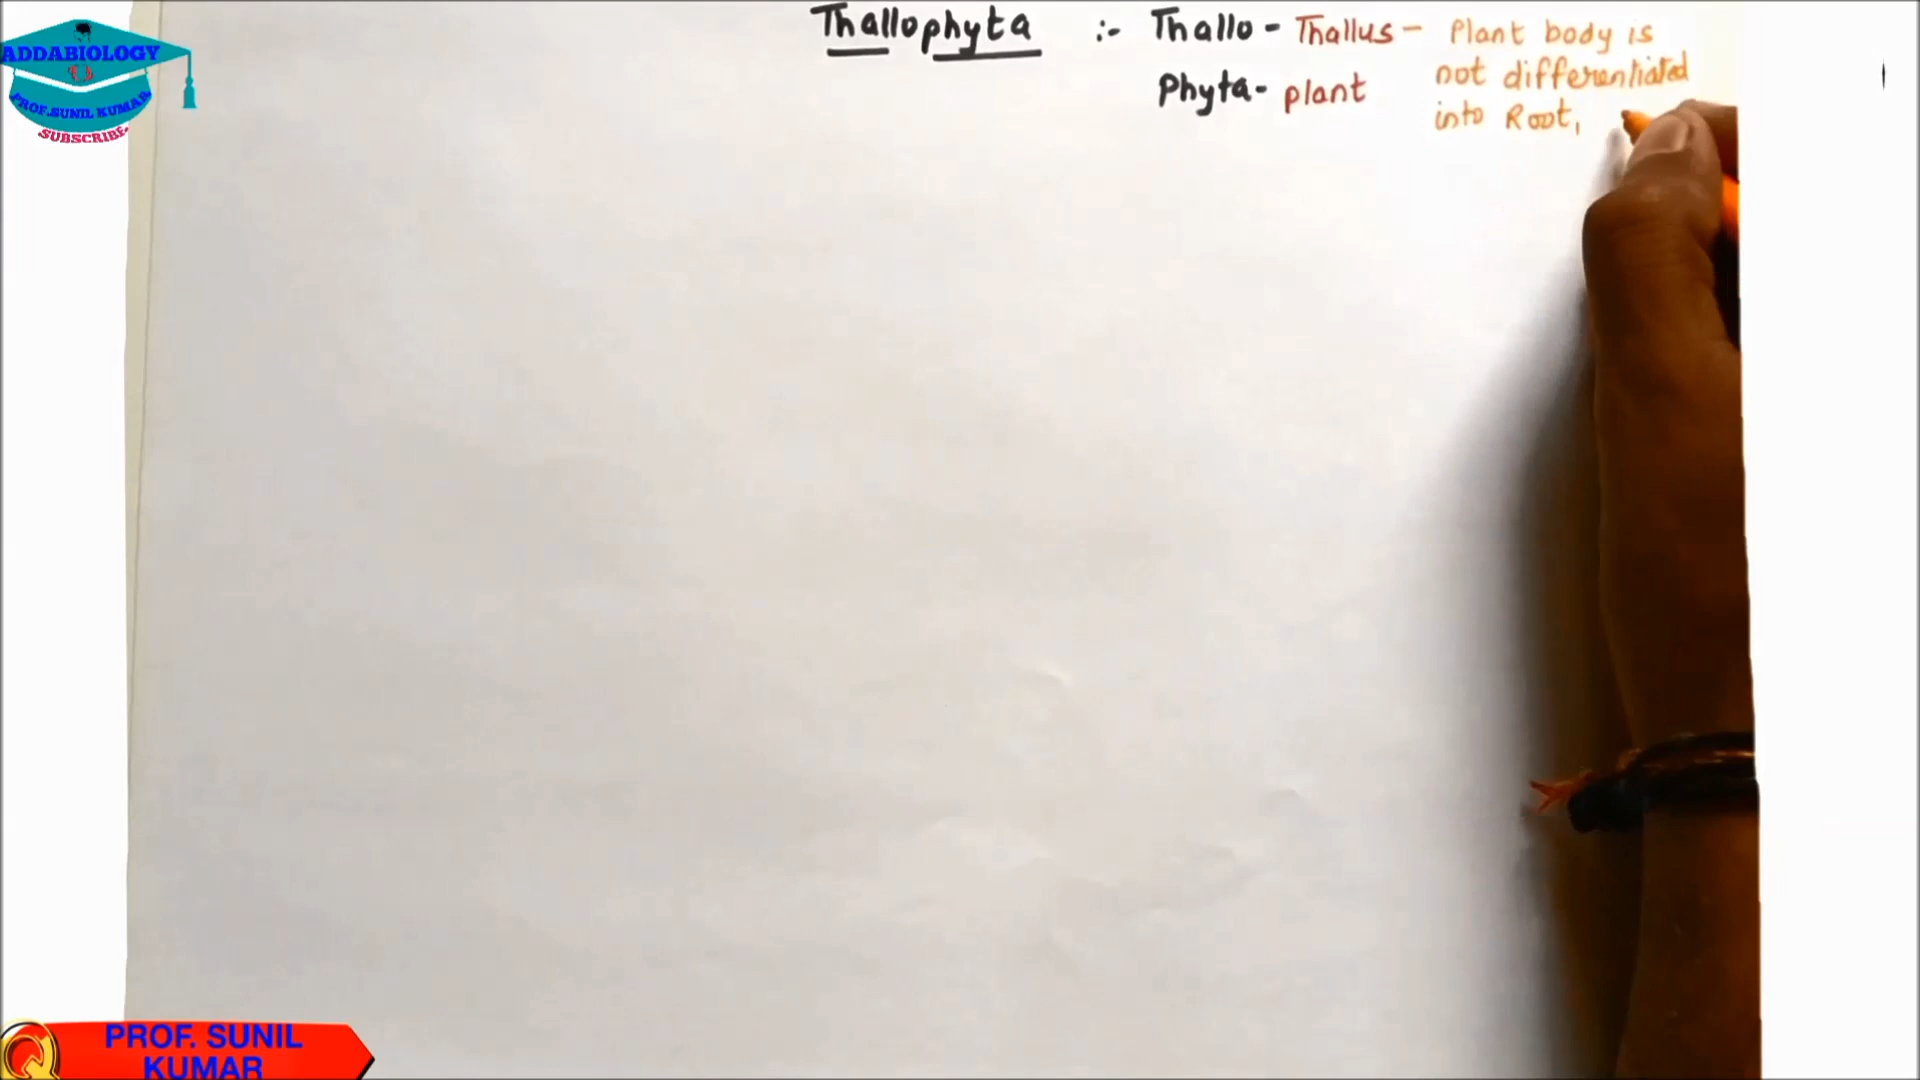 ADDABIOLOGY
PROF.SUNIL KUMAR
SUBSCRIBE
Thallophyta :- Thallo - Thallus - Plant body is
Phyta - plant not differentiated
into Root,
PROF. SUNIL
KUMAR